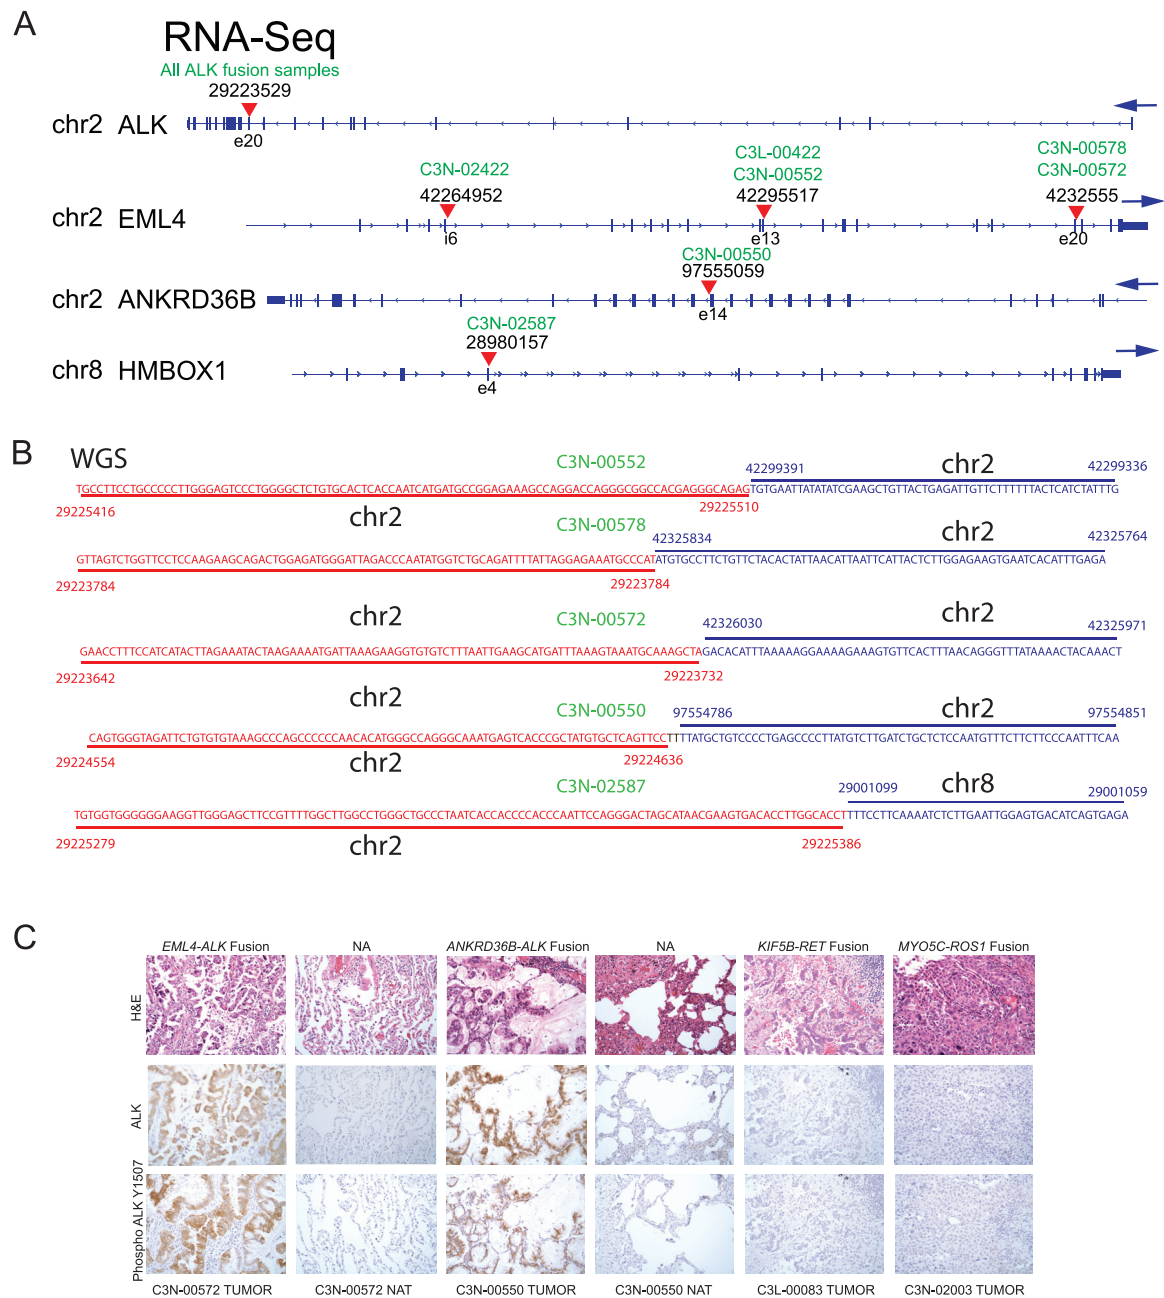 A
RNA-Seq
All ALK fusion samples
29223529
chr2 ALK
e20
C3N-02422
42264952
C3L-00422
C3N-00552
42295517
C3N-00578
C3N-00572
4232555
chr2 EML4
i6
e13
e20
C3N-00550
97555059
chr2 ANKRD36B
e14
C3N-02587
28980157
chr8 HMBOX1
e4
B
WGS
C3N-00552
42299391
chr2
42299336
TGCCTTCCTGCCCCCTTGGGAGTCCCTGGGGCTCTGTGCACTCACCAATCATGATGCCGGAGAAAGCCAGGACCAGGGCGGCCACGAGGGCAGAGTGTGAATTATATATCGAAGCTGTTACTGAGATTGTTCTTTTTTACTCATCTATTTG
29225416
chr2
29225510
C3N-00578
42325834
chr2
42325764
GTTAGTCTGGTTCCTCCAAGAAGCAGACTGGAGATGGGATTAGACCCAATATGGTCTGCAGATTTTATTAGGAGAAATGCCCATATGTGCCTTCTGTTCTACACTATTAACATTAATTCATTACTCTTGGAGAAGTGAATCACATTTGAGA
29223784
29223784
chr2
C3N-00572
42326030
chr2
42325971
GAACCTTTCCATCATACTTAGAAATACTAAGAAAATGATTAAAGAAGGTGTGTCTTTAATTGAAGCATGATTTAAAGTAAATGCAAAGCTAGACACATTTAAAAAGGAAAAGAAAGTGTTCACTTTAACAGGGTTTATAAAACTACAAACT
29223642
29223732
chr2
C3N-00550
97554786
chr2
97554851
CAGTGGGTAGATTCTGTGTGTAAAGCCCAGCCCCCCAACACATGGGCCAGGGCAAATGAGTCACCCGCTATGTGCTCAGTTCCTTTTATGCTGTCCCCTGAGCCCCTTATGTCTTGATCTGCTCTCCAATGTTTCTTCTTCCCAATTTCAA
29224554
chr2
29224636
C3N-02587
29001099
chr8
29001059
TGTGGTGGGGGGAAGGTTGGGAGCTTCCGTTTTGGCTTGGCCTGGGCTGCCCTAATCACCACCCCACCCAATTCCAGGGACTAGCATAACGAAGTGACACCTTGGCACCTTTTCCTTCAAAATCTCTTGAATTGGAGTGACATCAGTGAGA
29225279
chr2
29225386
C
EML4-ALK Fusion
NA
ANKRD36B-ALK Fusion
NA
KIF5B-RET Fusion
MYO5C-ROS1 Fusion
H&E
ALK
Phospho ALK Y1507
C3N-00572 TUMOR
C3N-00572 NAT
C3N-00550 TUMOR
C3N-00550 NAT
C3L-00083 TUMOR
C3N-02003 TUMOR